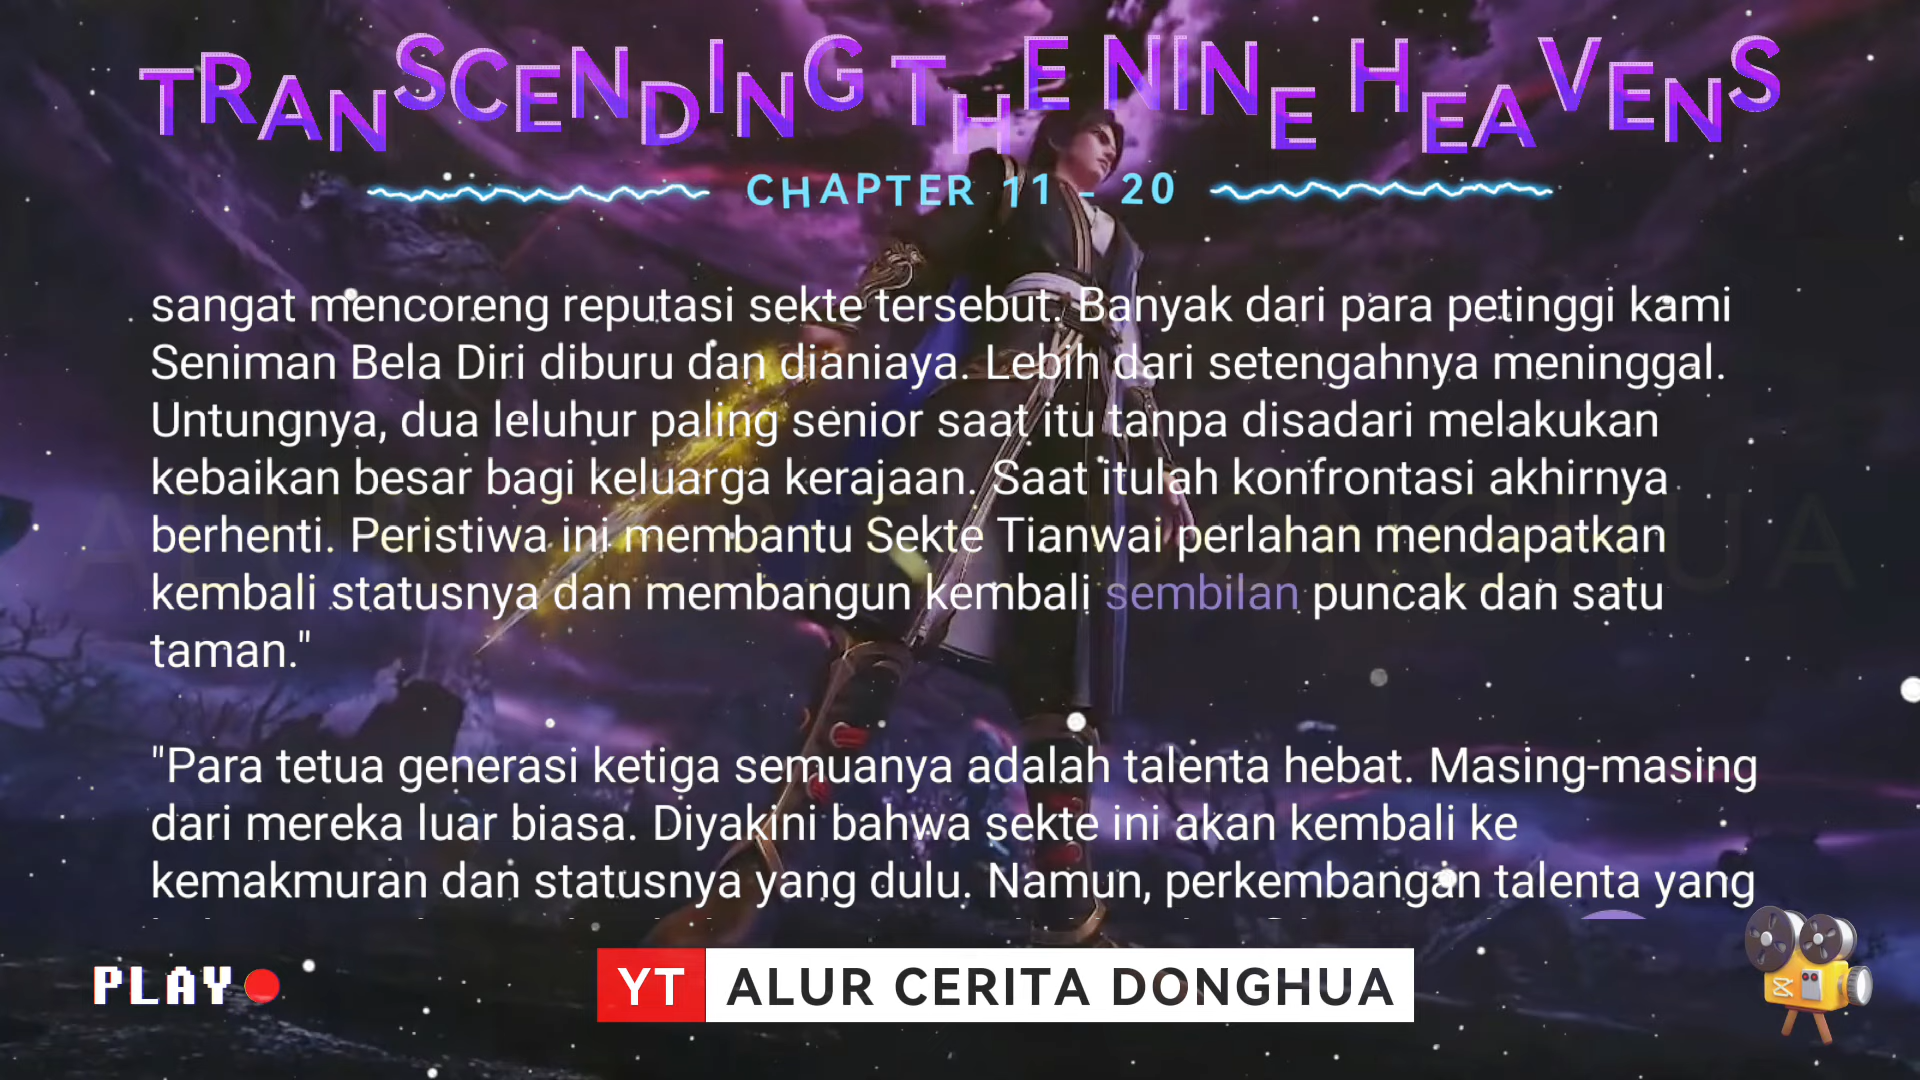 TRANSCENDING THE NINE HEAVENS
CHAPTER 11 - 20
sangat mencoreng reputasi sekte tersebut. Banyak dari para petinggi kami
Seniman Bela Diri diburu dan dianiaya. Lebih dari setengahnya meninggal.
Untungnya, dua leluhur paling senior saat itu tanpa disadari melakukan
kebaikan besar bagi keluarga kerajaan. Saat itulah konfrontasi akhirnya
berhenti. Peristiwa ini membantu Sekte Tianwai perlahan mendapatkan
kembali statusnya dan membangun kembali sembilan puncak dan satu
taman."
"Para tetua generasi ketiga semuanya adalah talenta hebat. Masing-masing
dari mereka luar biasa. Diyakini bahwa sekte ini akan kembali ke
kemakmuran dan statusnya yang dulu. Namun, perkembangan talenta yang
PLAY
YT ALUR CERITA DONGHUA